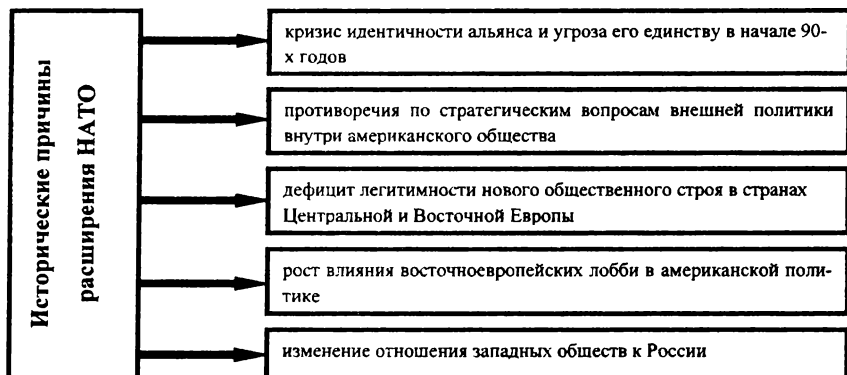 Исторические причины
расширения НАТО
кризис идентичности альянса и угроза его единству в начале 90-
х годов
противоречия по стратегическим вопросам внешней политики
внутри американского общества
дефицит легитимности нового общественного строя в странах
Центральной и Восточной Европы
рост влияния восточноевропейских лобби в американской поли-
тике
изменение отношения западных обществ к России